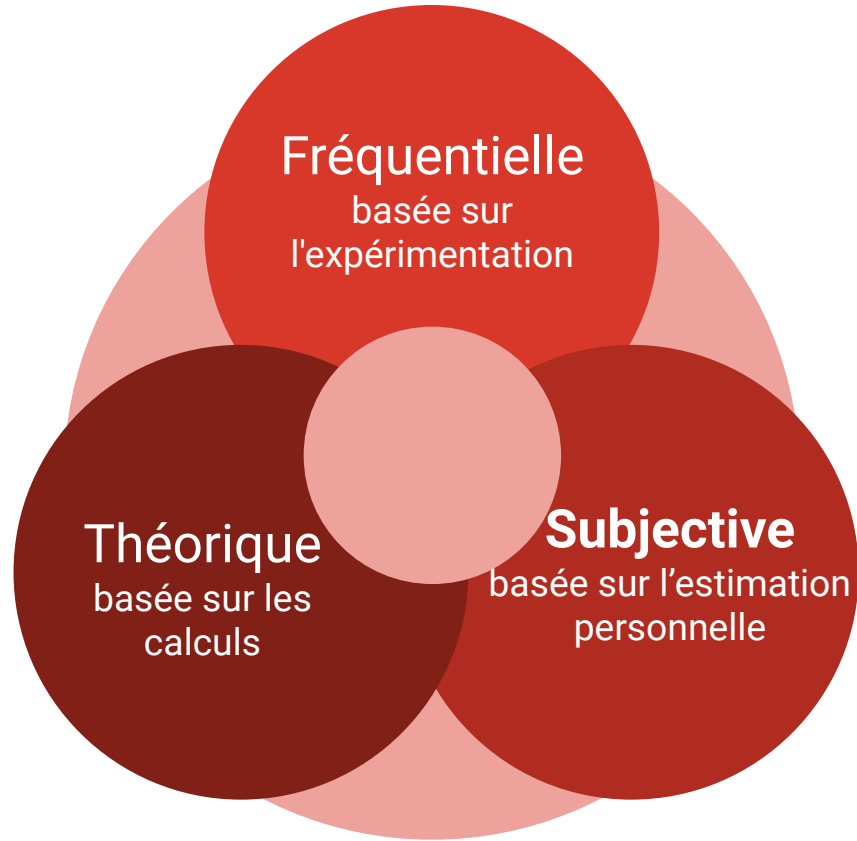 Fréquentielle
basée sur
l'expérimentation
Théorique
basée sur les
calculs
Subjective
basée sur l’estimation
personnelle